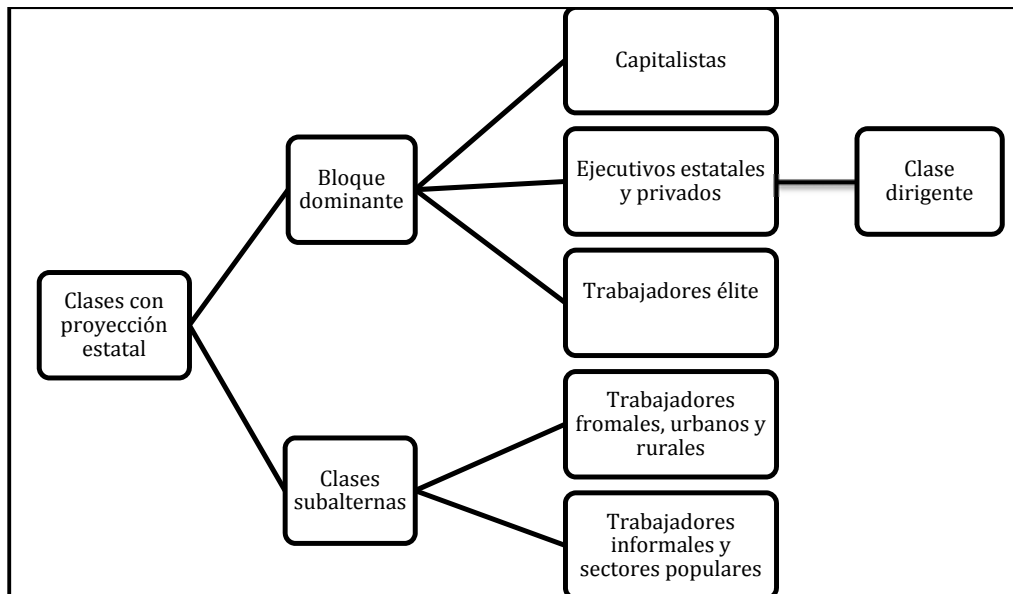 Clases con
proyección
estatal
Bloque
dominante
Capitalistas
Ejecutivos estatales
y privados
Clase
dirigente
Trabajadores élite
Clases
subalternas
Trabajadores
fromales, urbanos y
rurales
Trabajadores
informales y
sectores populares